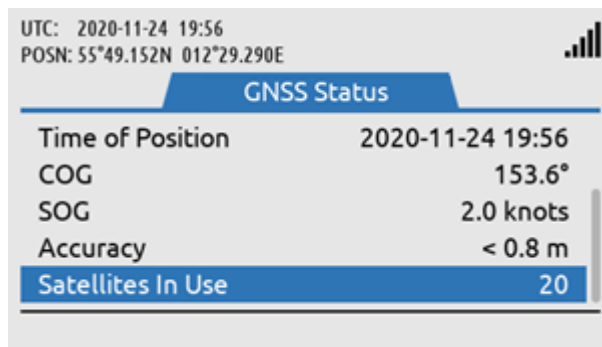 UTC: 2020-11-24 19:56
POSN: 55°49.152N 012°29.290E
GNSS Status
Time of Position 2020-11-24 19:56
COG 153.6°
SOG 2.0 knots
Accuracy < 0.8 m
Satellites In Use 20